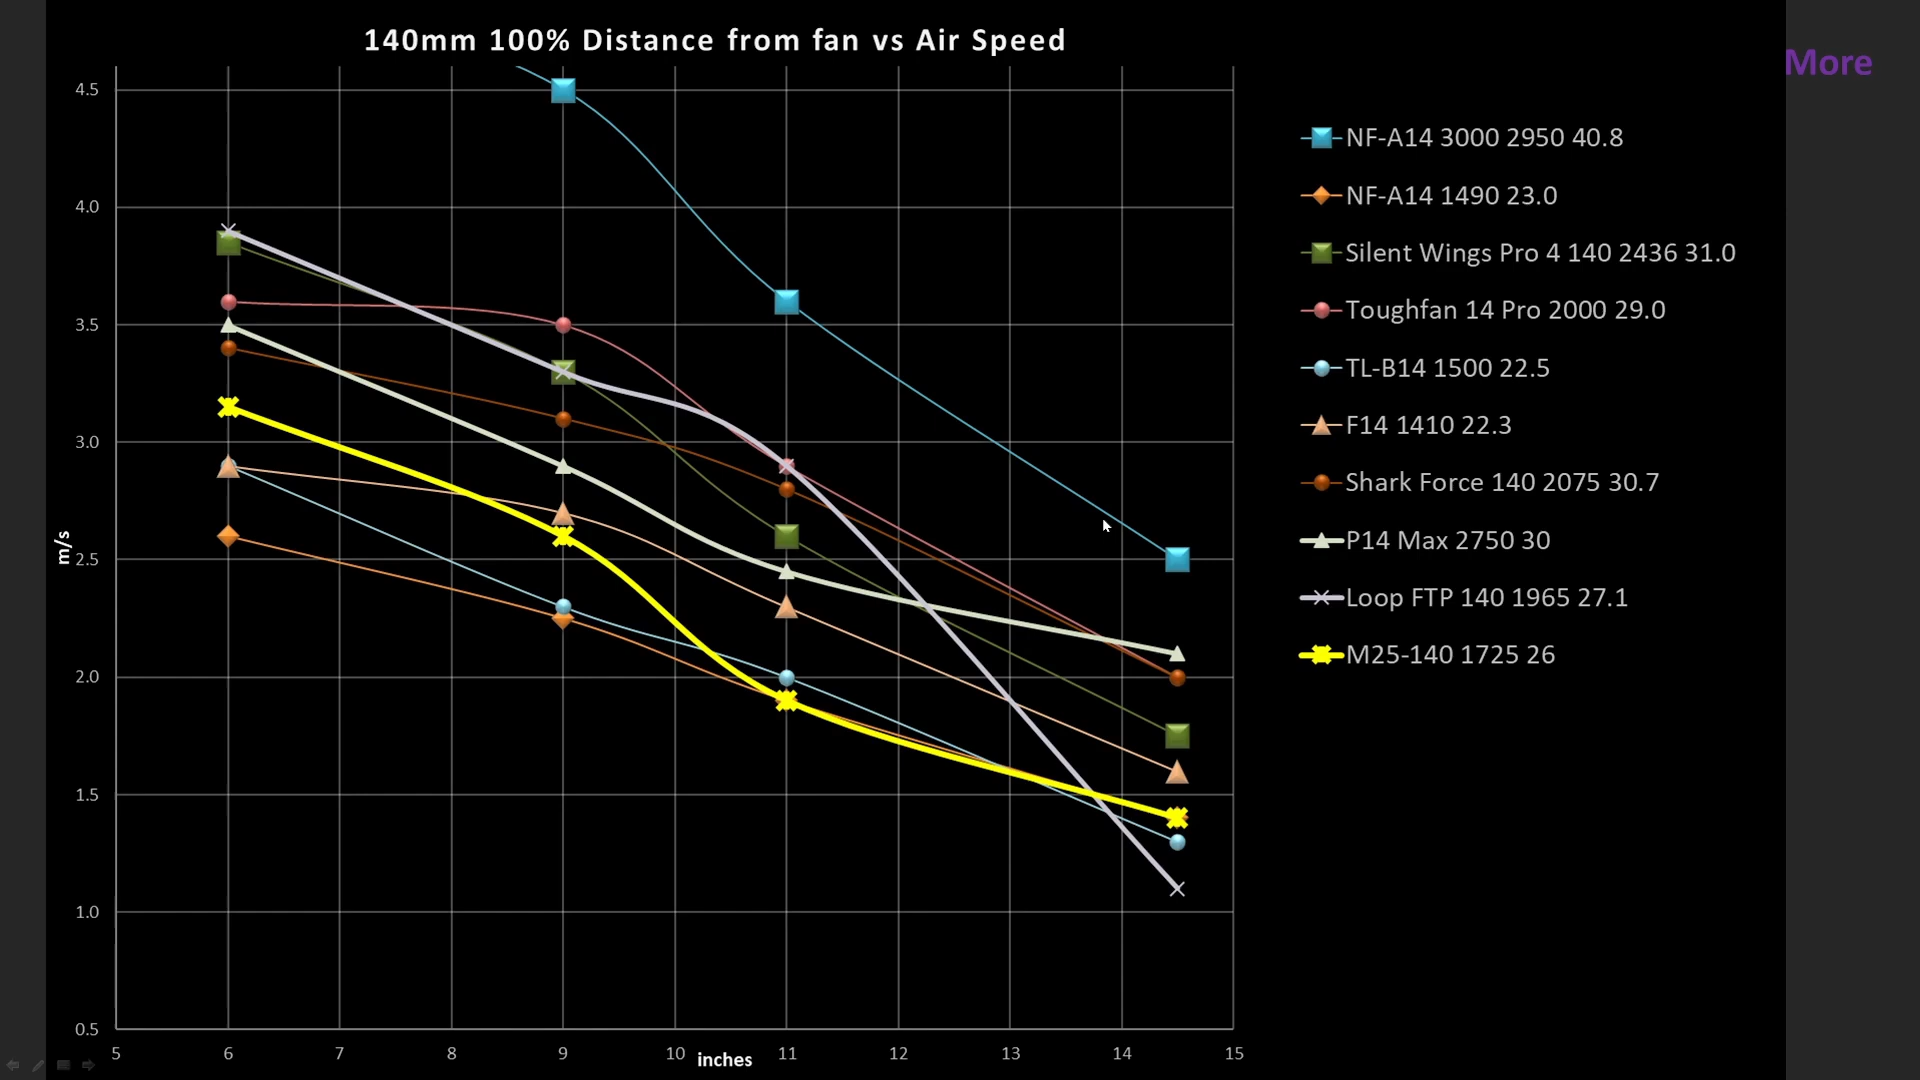 140mm 100% Distance from fan vs Air Speed
More
4.5
4.0
3.5
3.0
2.5
2.0
1.5
1.0
0.5
m/s
5 6 7 8 9 10 11 12 13 14 15
inches
NF-A14 3000 2950 40.8
NF-A14 1490 23.0
Silent Wings Pro 4 140 2436 31.0
Toughfan 14 Pro 2000 29.0
TL-B14 1500 22.5
F14 1410 22.3
Shark Force 140 2075 30.7
P14 Max 2750 30
Loop FTP 140 1965 27.1
M25-140 1725 26